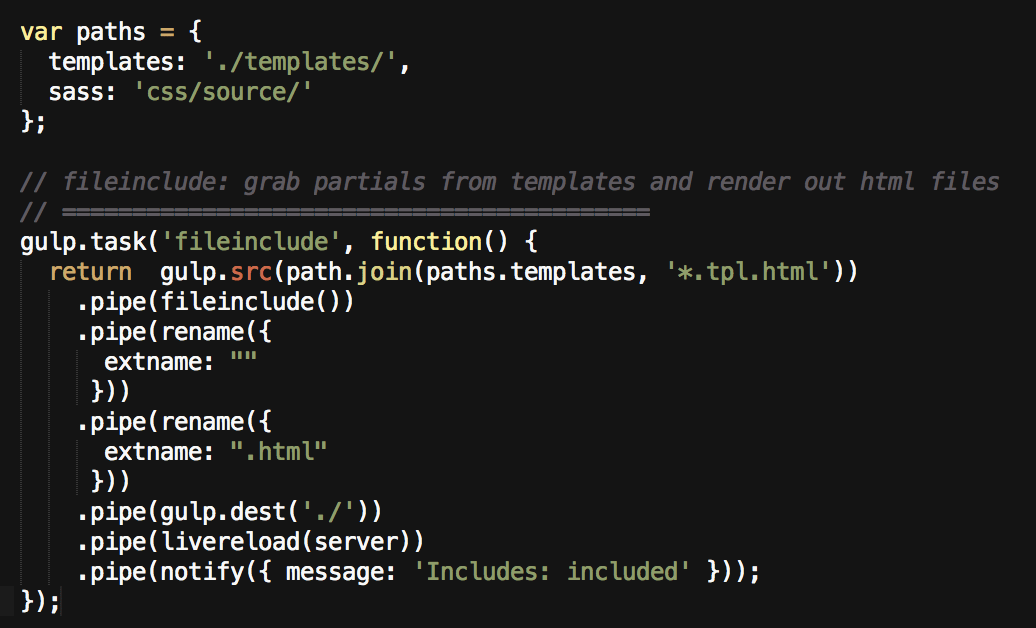 var paths = {
  templates: './templates/',
  sass: 'css/source/'
};

// fileinclude: grab partials from templates and render out html files
// ==========================================
gulp.task('fileinclude', function() {
  return  gulp.src(path.join(paths.templates, '*.tpl.html'))
    .pipe(fileinclude())
    .pipe(rename({
      extname: ""
     }))
    .pipe(rename({
      extname: ".html"
     }))
    .pipe(gulp.dest('./'))
    .pipe(livereload(server))
    .pipe(notify({ message: 'Includes: included' }));
});